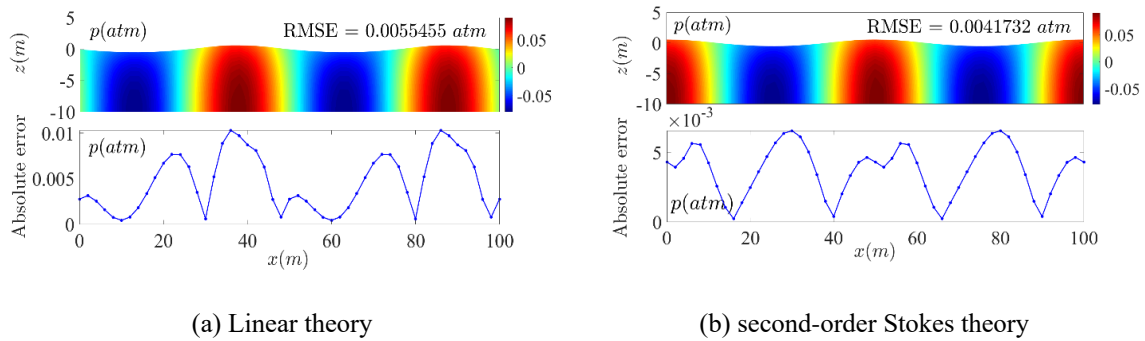 p(atm)
RMSE = 0.0055455 atm
z(m)
5
0
-5
-10
0.05
0
-0.05
Absolute error
0.01
0.005
0
p(atm)
0 20 40 60 80 100
x(m)
(a) Linear theory
p(atm)
RMSE = 0.0041732 atm
z(m)
5
0
-5
-10
0.05
0
-0.05
×10⁻³
Absolute error
5
0
p(atm)
0 20 40 60 80 100
x(m)
(b) second-order Stokes theory